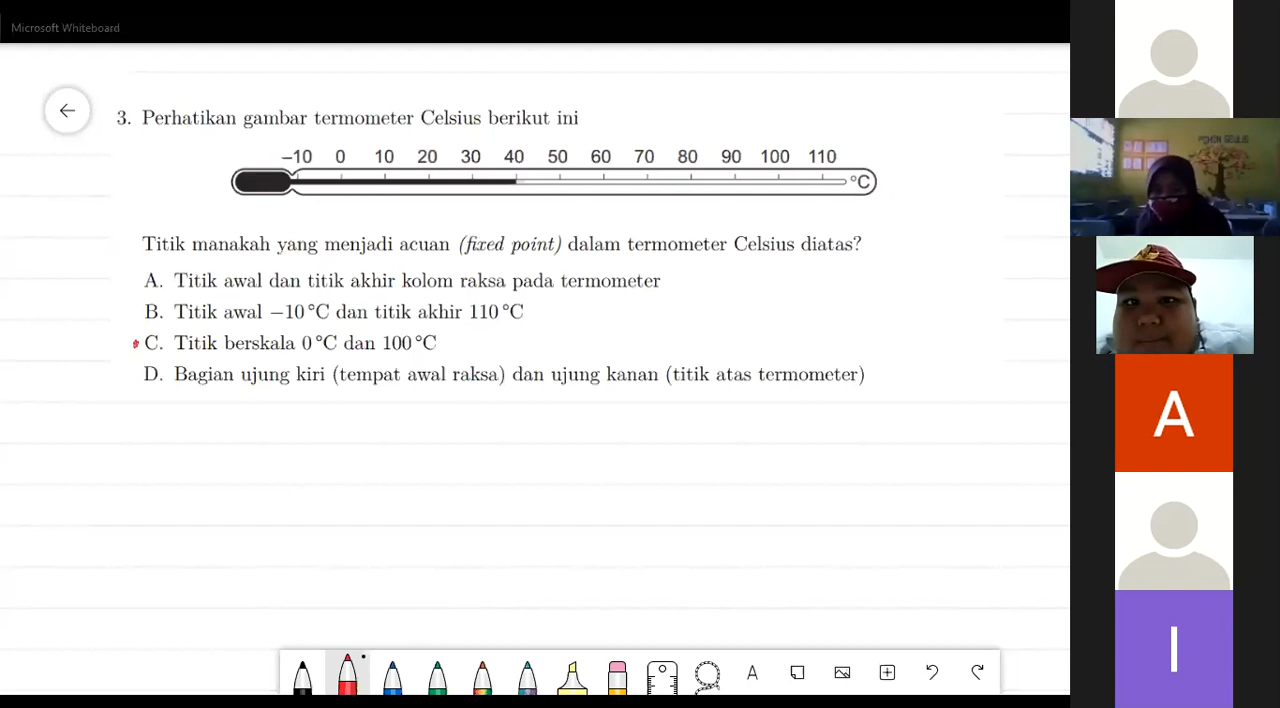 Microsoft Whiteboard
3. Perhatikan gambar termometer Celsius berikut ini
−10 0 10 20 30 40 50 60 70 80 90 100 110
°C
Titik manakah yang menjadi acuan (fixed point) dalam termometer Celsius diatas?
A. Titik awal dan titik akhir kolom raksa pada termometer
B. Titik awal −10 °C dan titik akhir 110 °C
C. Titik berskala 0 °C dan 100 °C
D. Bagian ujung kiri (tempat awal raksa) dan ujung kanan (titik atas termometer)
A
POHON GEULIS
A
I